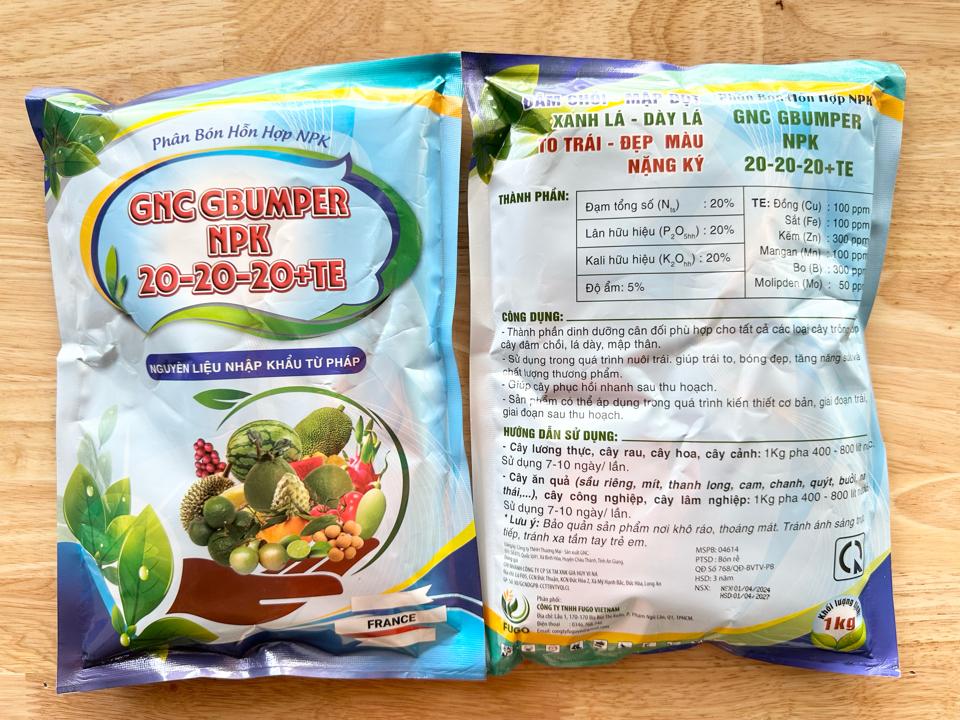 Phân Bón Hỗn Hợp NPK
GNC GBUMPER
NPK
20-20-20+TE
NGUYÊN LIỆU NHẬP KHẨU TỪ PHÁP
FRANCE
ĐÂM CHỒI - MẬP ĐỌT
XANH LÁ - DÀY LÁ
TO TRÁI - ĐẸP MÀU
NẶNG KÝ
Phân Bón Hỗn Hợp NPK
GNC GBUMPER
NPK
20-20-20+TE
THÀNH PHẦN:
Đạm tổng số (Nts) : 20%
Lân hữu hiệu (P2O5hh) : 20%
Kali hữu hiệu (K2Ohh) : 20%
Độ ẩm: 5%
TE: Đồng (Cu) : 100 ppm
Sắt (Fe) : 100 ppm
Kẽm (Zn) : 300 ppm
Mangan (Mn) : 100 ppm
Bo (B) : 300 ppm
Molipden (Mo) : 50 ppm
CÔNG DỤNG:
- Thành phần dinh dưỡng cân đối phù hợp cho tất cả các loại cây trồng
cây đâm chồi, lá dày, mập thân.
- Sử dụng trong quá trình nuôi trái. giúp trái to, bóng đẹp, tăng năng suất và
chất lượng thương phẩm.
- Giúp cây phục hồi nhanh sau thu hoạch.
- Sản phẩm có thể áp dụng trong quá trình kiến thiết cơ bản, giai đoạn trái,
giai đoạn sau thu hoạch.
HƯỚNG DẪN SỬ DỤNG:
- Cây lương thực, cây rau, cây hoa, cây cảnh: 1Kg pha 400 - 800 lít
Sử dụng 7-10 ngày/ lần.
- Cây ăn quả (sầu riêng, mít, thanh long, cam, chanh, quýt, bưởi, na
thái,...), cây công nghiệp, cây lâm nghiệp: 1Kg pha 400 - 800 lít
Sử dụng 7-10 ngày/ lần.
* Lưu ý: Bảo quản sản phẩm nơi khô ráo, thoáng mát. Tránh ánh sáng trực
tiếp, tránh xa tầm tay trẻ em.
MSPB: 04614
PTSD : Bón rễ
QĐ Số 768/QĐ-BVTV-PB
HSD: 3 năm
NSX: NSX 01/04/2024
HSD 01/04/2027
Phân phối:
CÔNG TY TNHH FUGO VIETNAM
Điện thoại
FUGO
Khối lượng
1kg